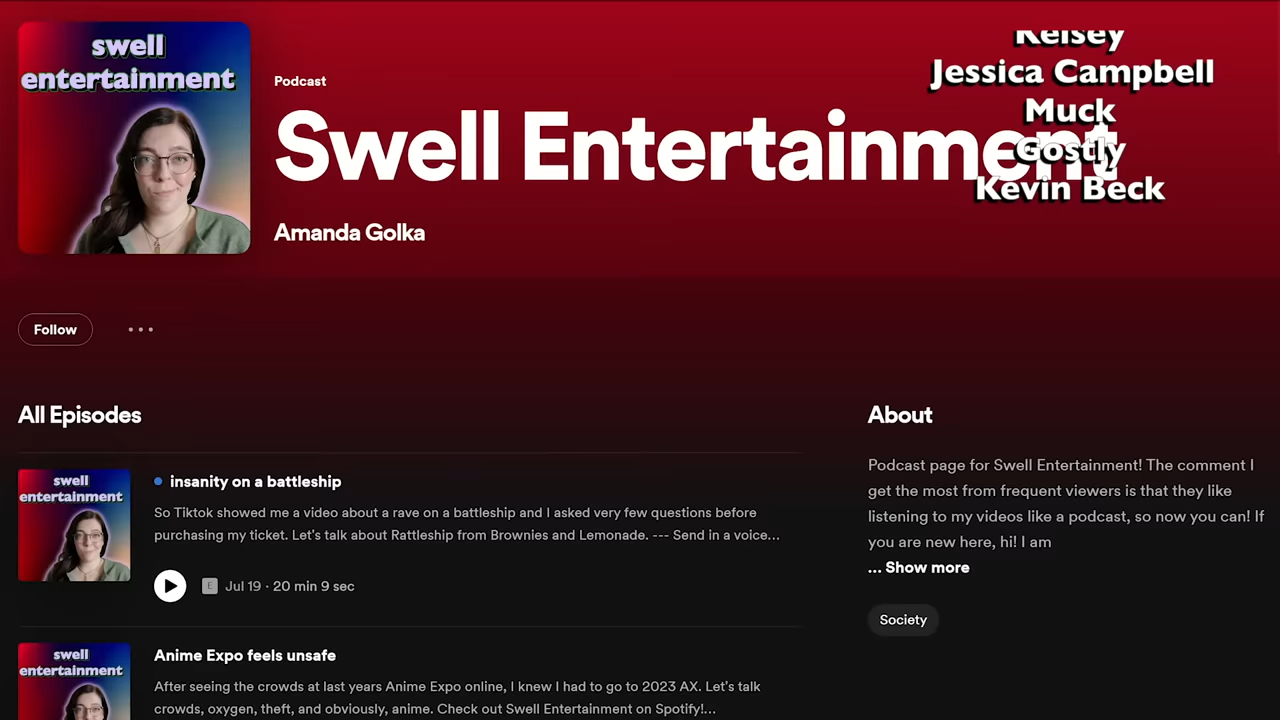 swell
entertainment
Podcast
Swell Entertainment
Amanda Golka
Kelsey
Jessica Campbell
Muck
Gostly
Kevin Beck
Follow
All Episodes
swell
entertainment
insanity on a battleship
So Tiktok showed me a video about a rave on a battleship and I asked very few questions before
purchasing my ticket. Let's talk about Rattleship from Brownies and Lemonade. --- Send in a voice...
E Jul 19 · 20 min 9 sec
swell
entertainment
Anime Expo feels unsafe
After seeing the crowds at last years Anime Expo online, I knew I had to go to 2023 AX. Let's talk
crowds, oxygen, theft, and obviously, anime. Check out Swell Entertainment on Spotify!...
About
Podcast page for Swell Entertainment! The comment I
get the most from frequent viewers is that they like
listening to my videos like a podcast, so now you can! If
you are new here, hi! I am
... Show more
Society